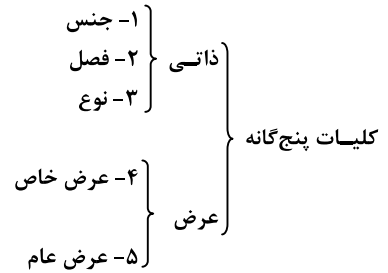 ۱- جنس
ذاتی
۲- فصل
۳- نوع
کلیات پنج‌گانه
۴- عرض خاص
عرض
۵- عرض عام